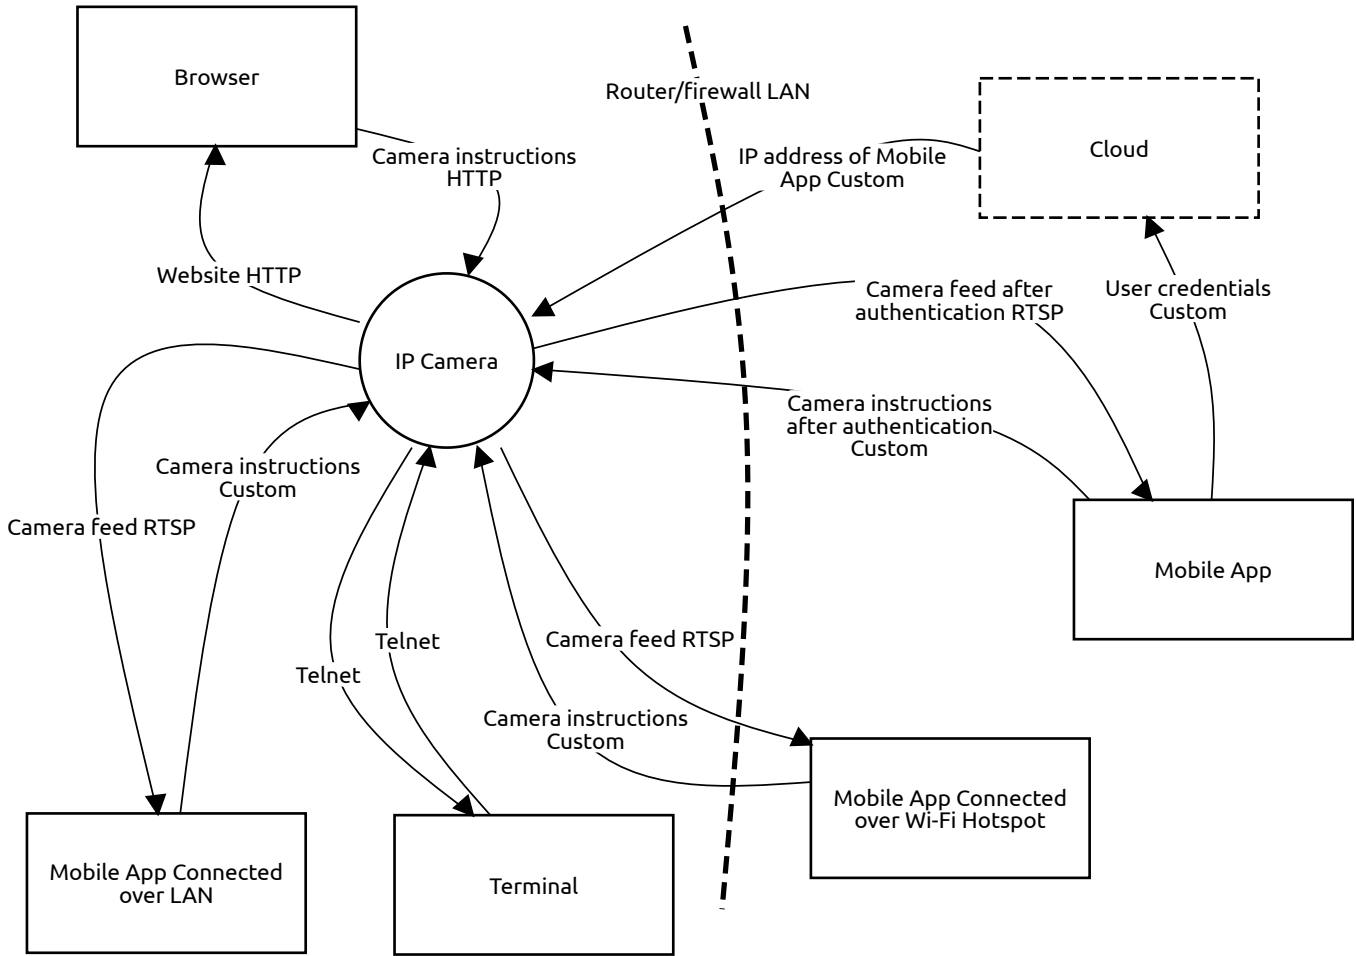 Browser
Router/firewall LAN
Camera instructions
HTTP
IP address of Mobile
App Custom
Cloud
Website HTTP
Camera feed after
authentication RTSP
User credentials
Custom
IP Camera
Camera instructions
after authentication
Custom
Camera instructions
Custom
Camera feed RTSP
Mobile App
Telnet
Telnet
Camera feed RTSP
Camera instructions
Custom
Mobile App Connected
over Wi-Fi Hotspot
Mobile App Connected
over LAN
Terminal